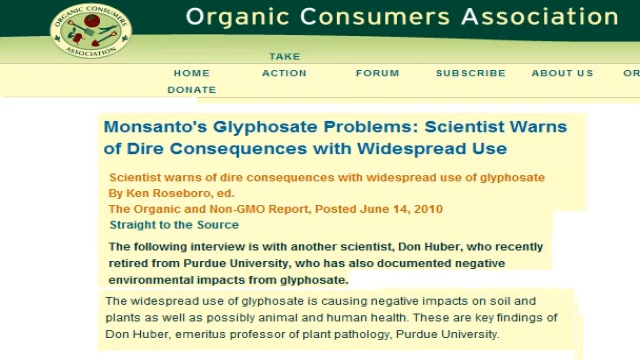 ORGANIC CONSUMERS
ASSOCIATION
Organic Consumers Association
TAKE
HOME ACTION FORUM SUBSCRIBE ABOUT US OR
DONATE
Monsanto's Glyphosate Problems: Scientist Warns
of Dire Consequences with Widespread Use
Scientist warns of dire consequences with widespread use of glyphosate
By Ken Roseboro, ed.
The Organic and Non-GMO Report, Posted June 14, 2010
Straight to the Source
The following interview is with another scientist, Don Huber, who recently
retired from Purdue University, who has also documented negative
environmental impacts from glyphosate.
The widespread use of glyphosate is causing negative impacts on soil and
plants as well as possibly animal and human health. These are key findings of
Don Huber, emeritus professor of plant pathology, Purdue University.